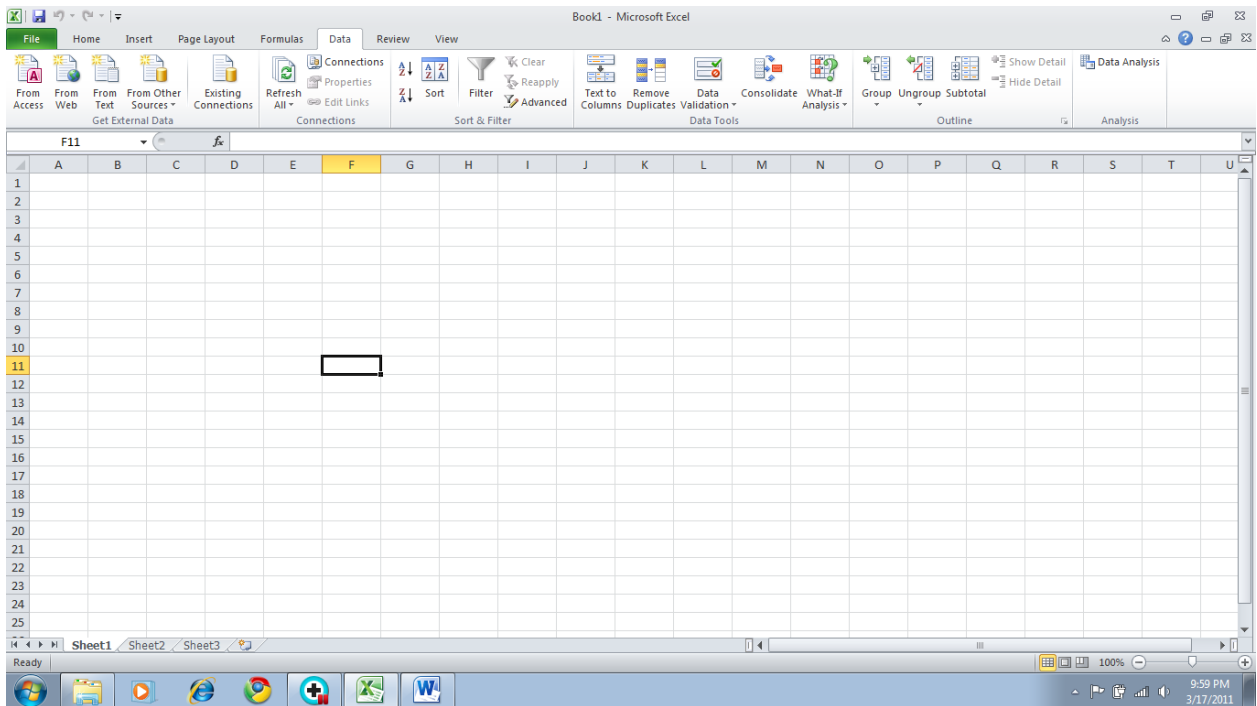 Book1 - Microsoft Excel
File Home Insert Page Layout Formulas Data Review View
From Access From Web From Text From Other Sources Existing Connections
Get External Data
Refresh All Connections Properties Edit Links
Connections
Sort Filter Clear Reapply Advanced
Sort & Filter
Text to Columns Remove Duplicates Data Validation Consolidate What-If Analysis
Data Tools
Group Ungroup Subtotal Show Detail Hide Detail
Outline
Data Analysis
Analysis
F11 fx
A B C D E F G H I J K L M N O P Q R S T U
1
2
3
4
5
6
7
8
9
10
11
12
13
14
15
16
17
18
19
20
21
22
23
24
25
Sheet1 Sheet2 Sheet3
Ready 100%
9:59 PM
3/17/2011